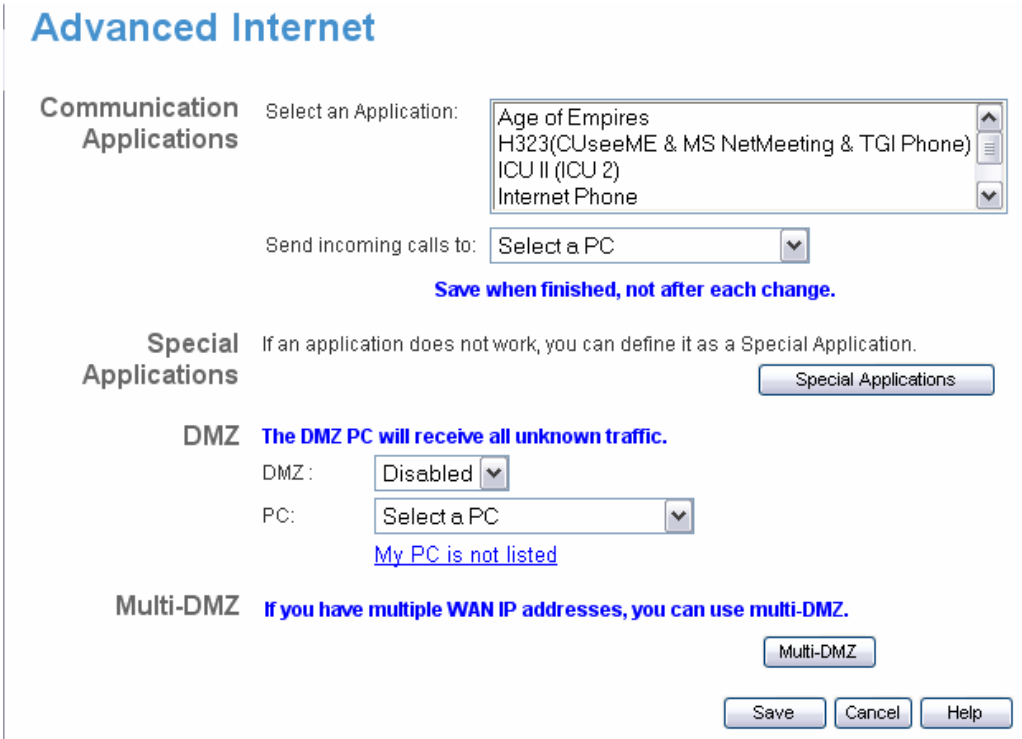 Advanced Internet
Communication Applications
Select an Application:
Age of Empires
H323(CUseeME & MS NetMeeting & TGI Phone)
ICU II (ICU 2)
Internet Phone
Send incoming calls to:
Select a PC
Save when finished, not after each change.
Special Applications
If an application does not work, you can define it as a Special Application.
Special Applications
DMZ
The DMZ PC will receive all unknown traffic.
DMZ :
Disabled
PC:
Select a PC
My PC is not listed
Multi-DMZ
If you have multiple WAN IP addresses, you can use multi-DMZ.
Multi-DMZ
Save
Cancel
Help